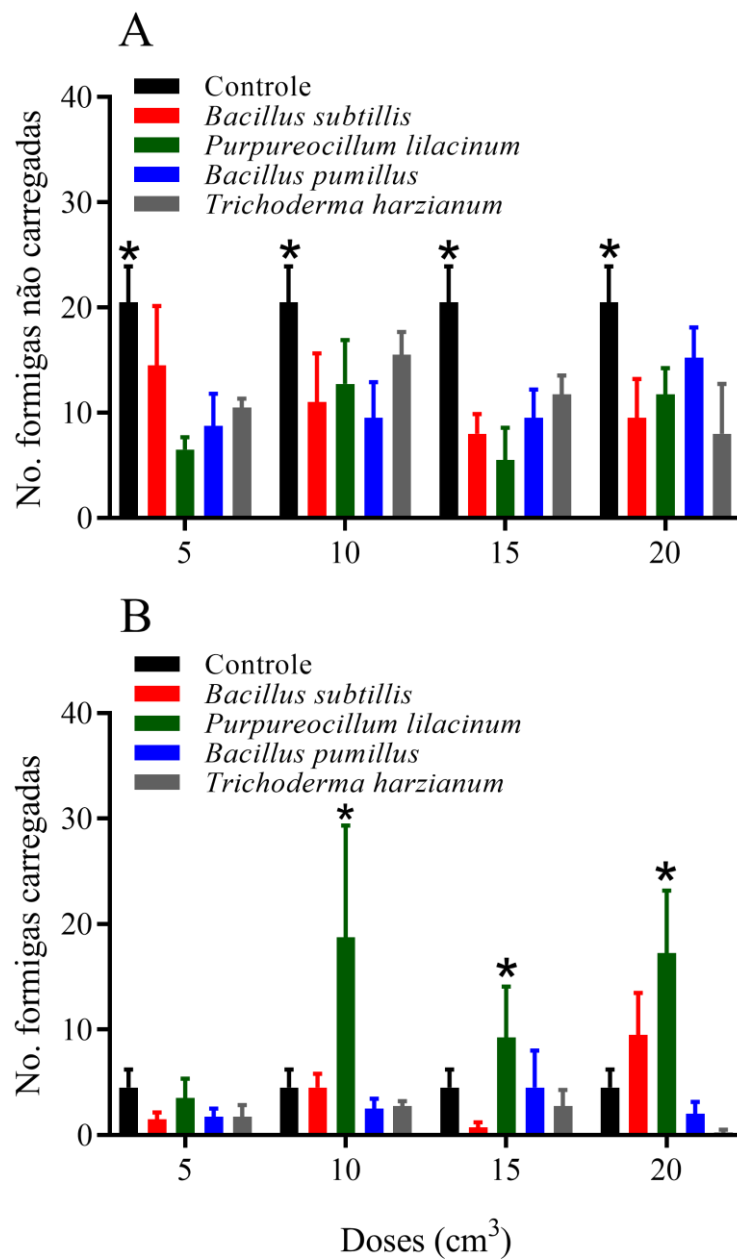 A
Controle
Bacillus subtillis
Purpureocillum lilacinum
Bacillus pumillus
Trichoderma harzianum
No. formigas não carregadas
40
30
20
10
0
* * * *
5 10 15 20
B
Controle
Bacillus subtillis
Purpureocillum lilacinum
Bacillus pumillus
Trichoderma harzianum
No. formigas carregadas
40
30
20
10
0
* * *
5 10 15 20
Doses (cm³)